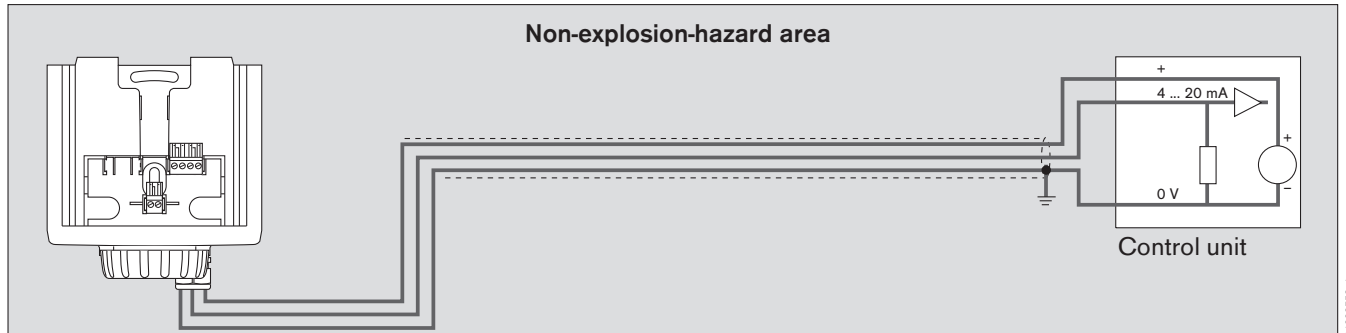 Non-explosion-hazard area
+
4 ... 20 mA
+
−
0 V
Control unit